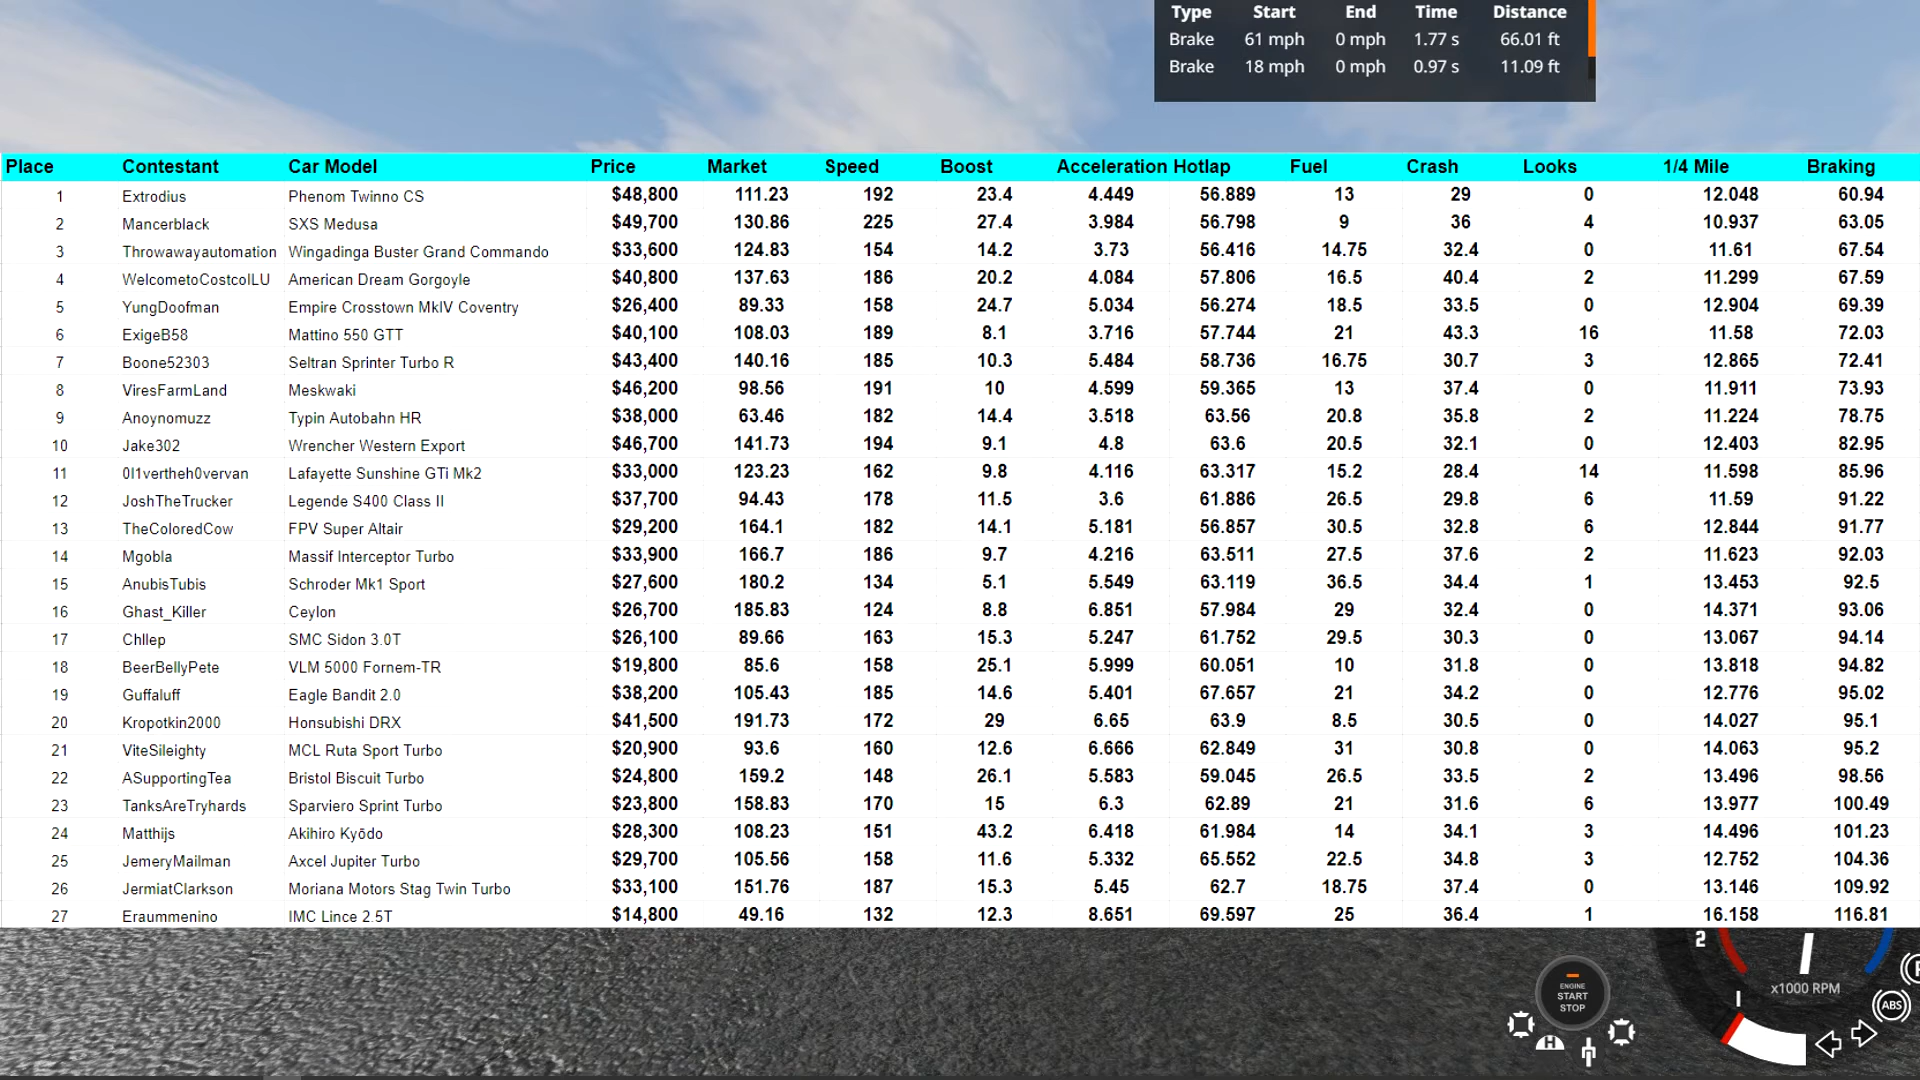 Type Start End Time Distance
Brake 61 mph 0 mph 1.77 s 66.01 ft
Brake 18 mph 0 mph 0.97 s 11.09 ft
Place Contestant Car Model Price Market Speed Boost Acceleration Hotlap Fuel Crash Looks 1/4 Mile Braking
1 Extrodius Phenom Twinno CS $48,800 111.23 192 23.4 4.449 56.889 13 29 0 12.048 60.94
2 Mancerblack SXS Medusa $49,700 130.86 225 27.4 3.984 56.798 9 36 4 10.937 63.05
3 Throwawayautomation Wingadinga Buster Grand Commando $33,600 124.83 154 14.2 3.73 56.416 14.75 32.4 0 11.61 67.54
4 WelcometoCostcoILU American Dream Gorgoyle $40,800 137.63 186 20.2 4.084 57.806 16.5 40.4 2 11.299 67.59
5 YungDoofman Empire Crosstown MkIV Coventry $26,400 89.33 158 24.7 5.034 56.274 18.5 33.5 0 12.904 69.39
6 ExigeB58 Mattino 550 GTT $40,100 108.03 189 8.1 3.716 57.744 21 43.3 16 11.58 72.03
7 Boone52303 Seltran Sprinter Turbo R $43,400 140.16 185 10.3 5.484 58.736 16.75 30.7 3 12.865 72.41
8 ViresFarmLand Meskwaki $46,200 98.56 191 10 4.599 59.365 13 37.4 0 11.911 73.93
9 Anoynomuzz Typin Autobahn HR $38,000 63.46 182 14.4 3.518 63.56 20.8 35.8 2 11.224 78.75
10 Jake302 Wrencher Western Export $46,700 141.73 194 9.1 4.8 63.6 20.5 32.1 0 12.403 82.95
11 0l1vertheh0vervan Lafayette Sunshine GTi Mk2 $33,000 123.23 162 9.8 4.116 63.317 15.2 28.4 14 11.598 85.96
12 JoshTheTrucker Legende S400 Class II $37,700 94.43 178 11.5 3.6 61.886 26.5 29.8 6 11.59 91.22
13 TheColoredCow FPV Super Altair $29,200 164.1 182 14.1 5.181 56.857 30.5 32.8 6 12.844 91.77
14 Mgobla Massif Interceptor Turbo $33,900 166.7 186 9.7 4.216 63.511 27.5 37.6 2 11.623 92.03
15 AnubisTubis Schroder Mk1 Sport $27,600 180.2 134 5.1 5.549 63.119 36.5 34.4 1 13.453 92.5
16 Ghast_Killer Ceylon $26,700 185.83 124 8.8 6.851 57.984 29 32.4 0 14.371 93.06
17 Chllep SMC Sidon 3.0T $26,100 89.66 163 15.3 5.247 61.752 29.5 30.3 0 13.067 94.14
18 BeerBellyPete VLM 5000 Fornem-TR $19,800 85.6 158 25.1 5.999 60.051 10 31.8 0 13.818 94.82
19 Guffaluff Eagle Bandit 2.0 $38,200 105.43 185 14.6 5.401 67.657 21 34.2 0 12.776 95.02
20 Kropotkin2000 Honsubishi DRX $41,500 191.73 172 29 6.65 63.9 8.5 30.5 0 14.027 95.1
21 ViteSileighty MCL Ruta Sport Turbo $20,900 93.6 160 12.6 6.666 62.849 31 30.8 0 14.063 95.2
22 ASupportingTea Bristol Biscuit Turbo $24,800 159.2 148 26.1 5.583 59.045 26.5 33.5 2 13.496 98.56
23 TanksAreTryhards Sparviero Sprint Turbo $23,800 158.83 170 15 6.3 62.89 21 31.6 6 13.977 100.49
24 Matthijs Akihiro Kyōdo $28,300 108.23 151 43.2 6.418 61.984 14 34.1 3 14.496 101.23
25 JemeryMailman Axcel Jupiter Turbo $29,700 105.56 158 11.6 5.332 65.552 22.5 34.8 3 12.752 104.36
26 JermiatClarkson Moriana Motors Stag Twin Turbo $33,100 151.76 187 15.3 5.45 62.7 18.75 37.4 0 13.146 109.92
27 Eraummenino IMC Lince 2.5T $14,800 49.16 132 12.3 8.651 69.597 25 36.4 1 16.158 116.81
2
x1000 RPM
ENGINE
START
STOP
ABS
H